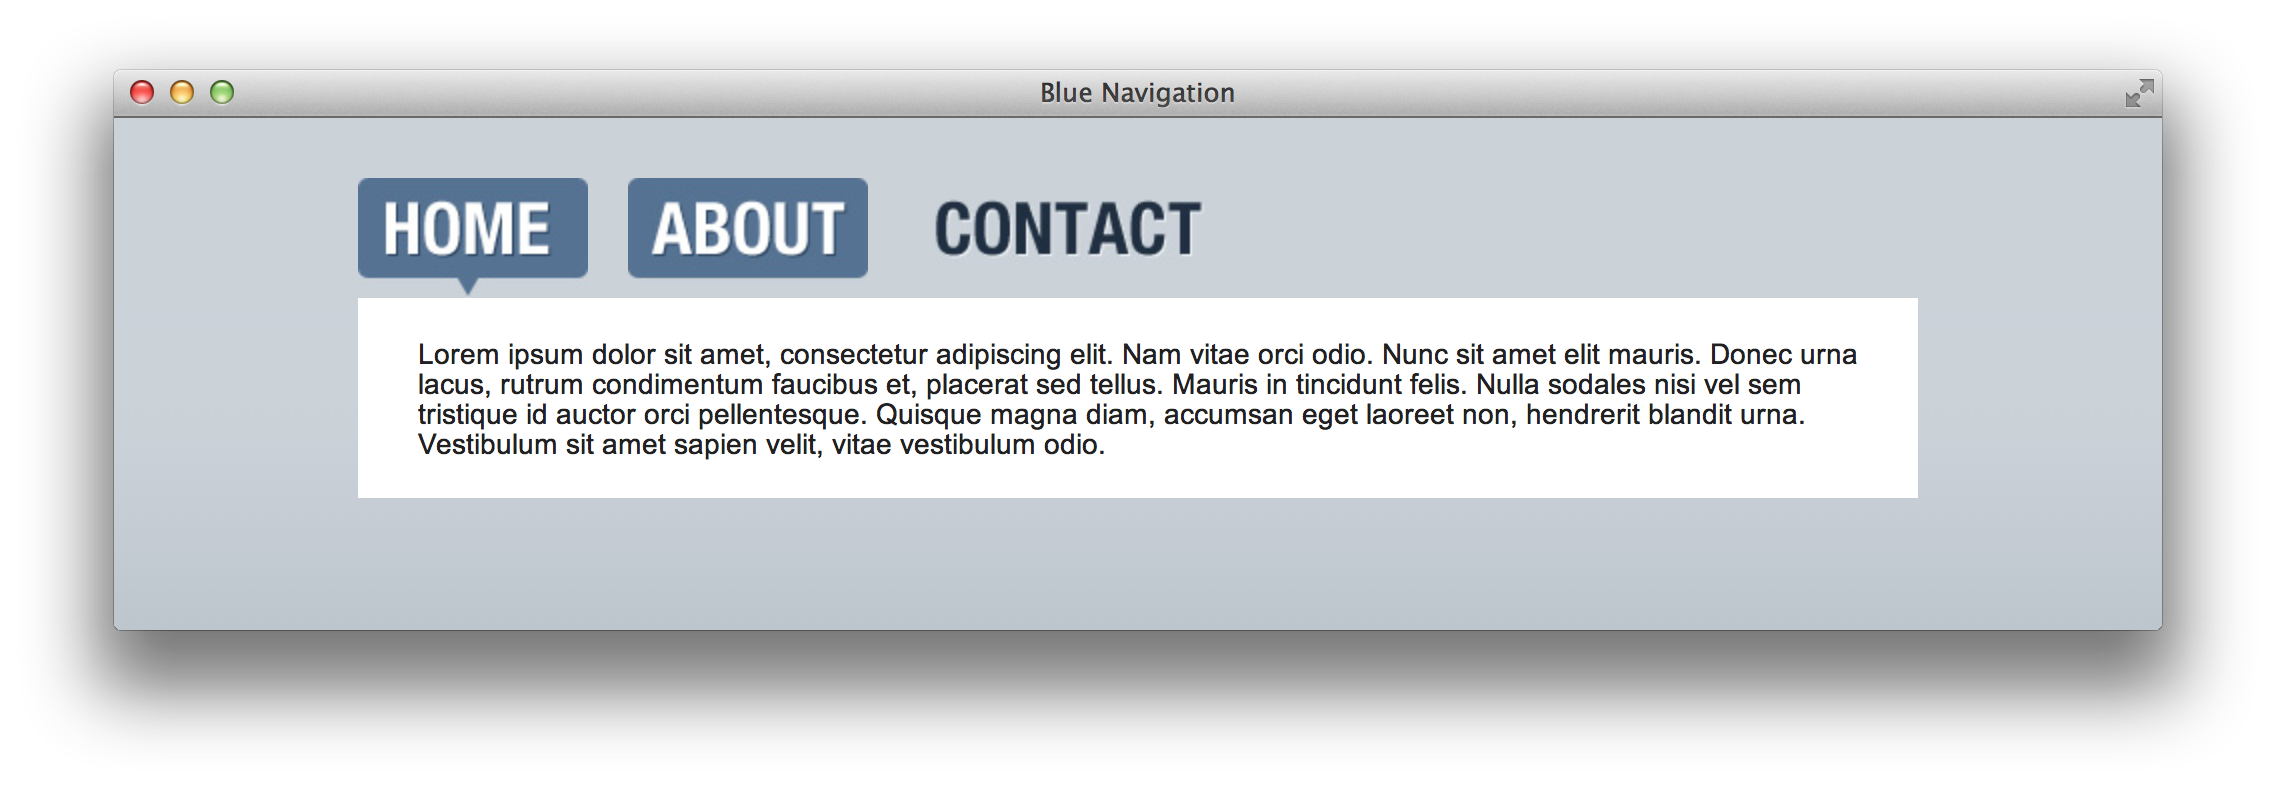 Blue Navigation
HOME ABOUT CONTACT
Lorem ipsum dolor sit amet, consectetur adipiscing elit. Nam vitae orci odio. Nunc sit amet elit mauris. Donec urna
lacus, rutrum condimentum faucibus et, placerat sed tellus. Mauris in tincidunt felis. Nulla sodales nisi vel sem
tristique id auctor orci pellentesque. Quisque magna diam, accumsan eget laoreet non, hendrerit blandit urna.
Vestibulum sit amet sapien velit, vitae vestibulum odio.